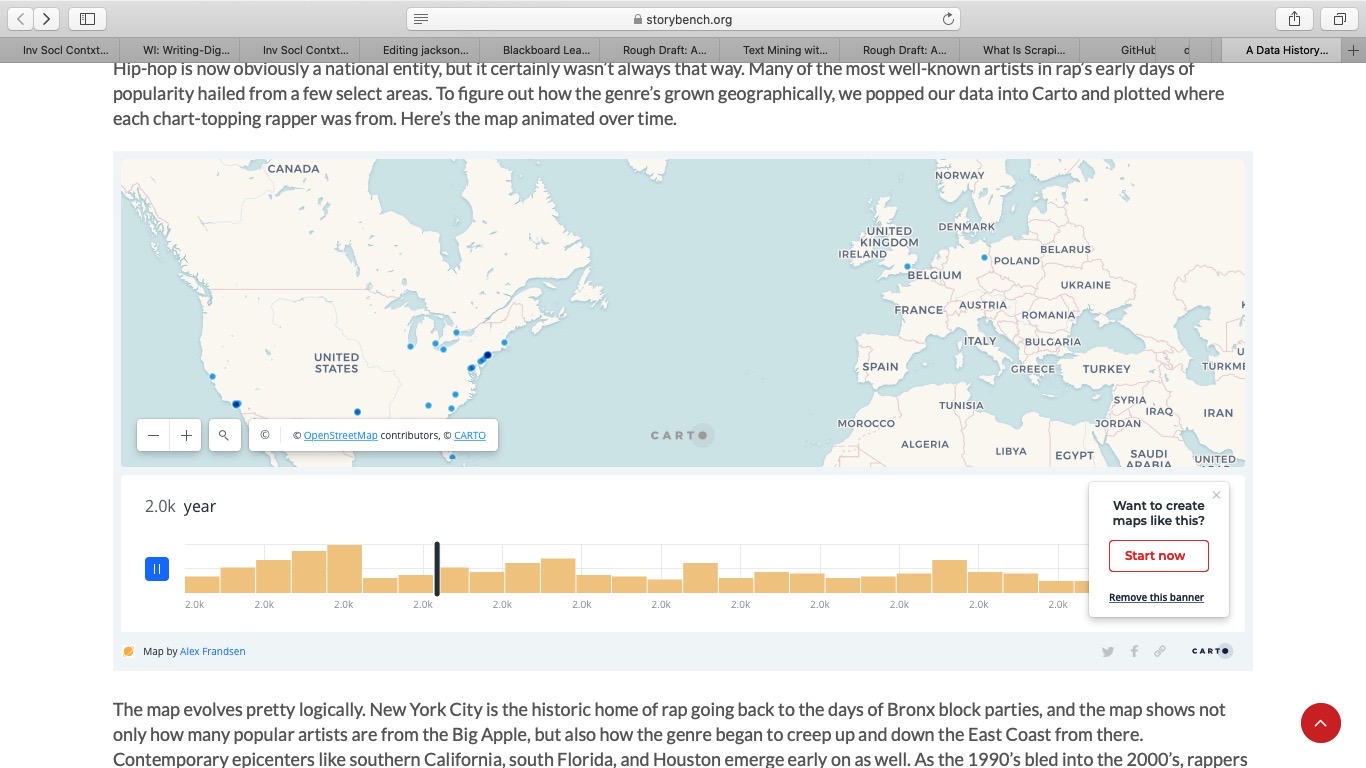 storybench.org
Inv Socl Contxt...
WI: Writing-Dig...
Inv Socl Contxt...
Editing jackson...
Blackboard Lea...
Rough Draft: A...
Text Mining wit...
Rough Draft: A...
What Is Scrapi...
GitHub
A Data History...
Hip-hop is now obviously a national entity, but it certainly wasn't always that way. Many of the most well-known artists in rap's early days of
popularity hailed from a few select areas. To figure out how the genre's grown geographically, we popped our data into Carto and plotted where
each chart-topping rapper was from. Here's the map animated over time.
CANADA
NORWAY
UNITED
KINGDOM
DENMARK
IRELAND
BELARUS
POLAND
BELGIUM
UKRAINE
FRANCE
AUSTRIA
ROMANIA
ITALY
BULGARIA
UNITED
STATES
SPAIN
GREECE
TURKEY
TURKME
TUNISIA
SYRIA
IRAQ
IRAN
MOROCCO
JORDAN
ALGERIA
LIBYA
EGYPT
SAUDI
ARABIA
UNITED
© © OpenStreetMap contributors, © CARTO
CARTO
2.0k year
2.0k 2.0k 2.0k 2.0k 2.0k 2.0k 2.0k 2.0k 2.0k 2.0k 2.0k 2.0k
Want to create
maps like this?
Start now
Remove this banner
Map by Alex Frandsen
CARTO
The map evolves pretty logically. New York City is the historic home of rap going back to the days of Bronx block parties, and the map shows not
only how many popular artists are from the Big Apple, but also how the genre began to creep up and down the East Coast from there.
Contemporary epicenters like southern California, south Florida, and Houston emerge early on as well. As the 1990's bled into the 2000's, rappers